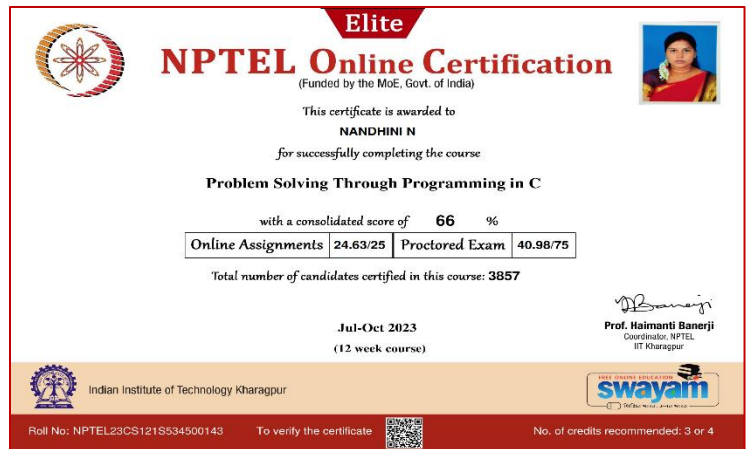 Elite
NPTEL Online Certification
(Funded by the MoE, Govt. of India)
This certificate is awarded to
NANDHINI N
for successfully completing the course
Problem Solving Through Programming in C
with a consolidated score of 66 %
Online Assignments 24.63/25 Proctored Exam 40.98/75
Total number of candidates certified in this course: 3857
Jul-Oct 2023
(12 week course)
Prof. Haimanti Banerji
Coordinator, NPTEL
IIT Kharagpur
Indian Institute of Technology Kharagpur
FREE ONLINE EDUCATION
swayam
Roll No: NPTEL23CS121S534500143 To verify the certificate No. of credits recommended: 3 or 4